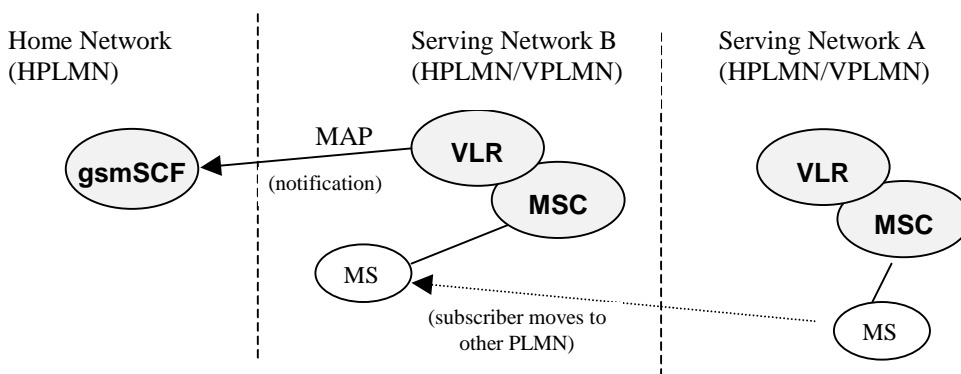 Home Network
(HPLMN)
Serving Network B
(HPLMN/VPLMN)
Serving Network A
(HPLMN/VPLMN)
MAP
(notification)
gsmSCF
VLR
MSC
MS
VLR
MSC
MS
(subscriber moves to
other PLMN)